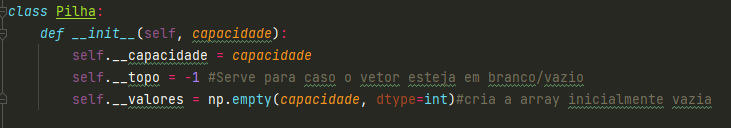 class Pilha:
def __init__(self, capacidade):
self.__capacidade = capacidade
self.__topo = -1 #Serve para caso o vetor esteja em branco/vazio
self.__valores = np.empty(capacidade, dtype=int)#cria a array inicialmente vazia